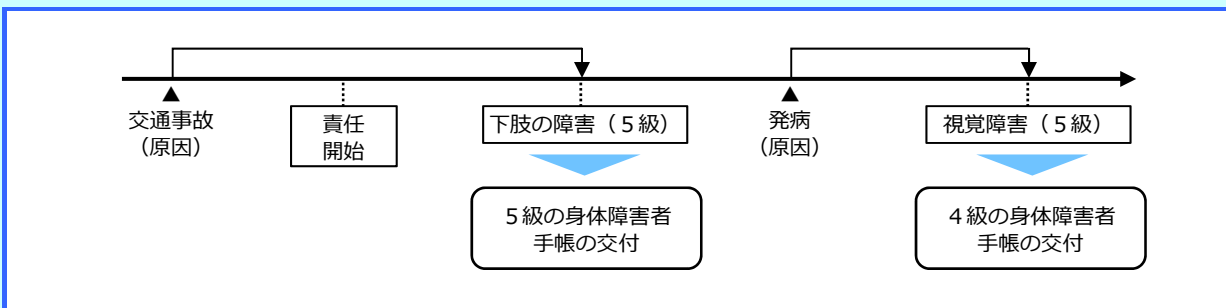 交通事故
（原因）
責任
開始
下肢の障害（５級）
発病
（原因）
視覚障害（５級）
５級の身体障害者
手帳の交付
４級の身体障害者
手帳の交付